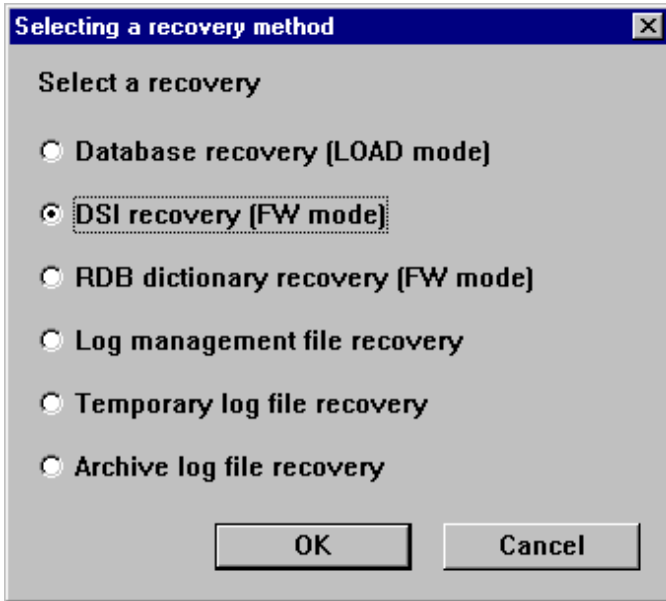 Selecting a recovery method
Select a recovery
Database recovery (LOAD mode)
DSI recovery (FW mode)
RDB dictionary recovery (FW mode)
Log management file recovery
Temporary log file recovery
Archive log file recovery
OK Cancel